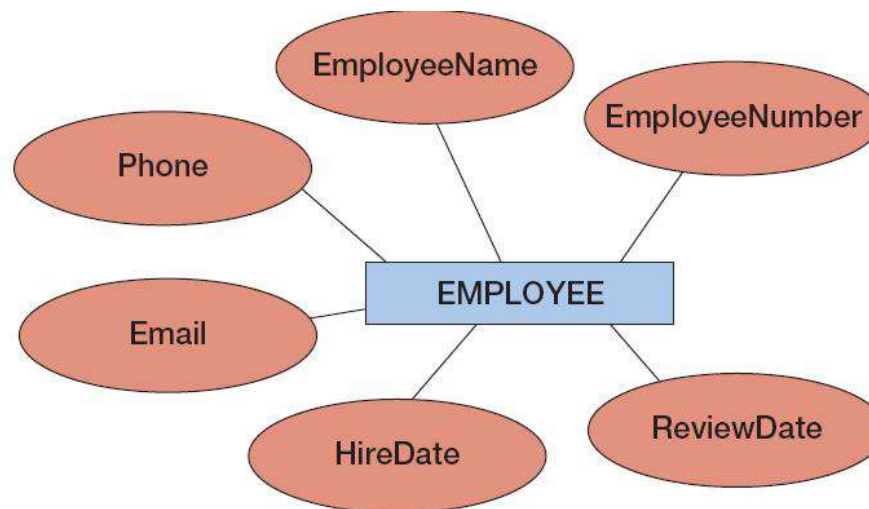 EmployeeName
EmployeeNumber
Phone
EMPLOYEE
Email
ReviewDate
HireDate